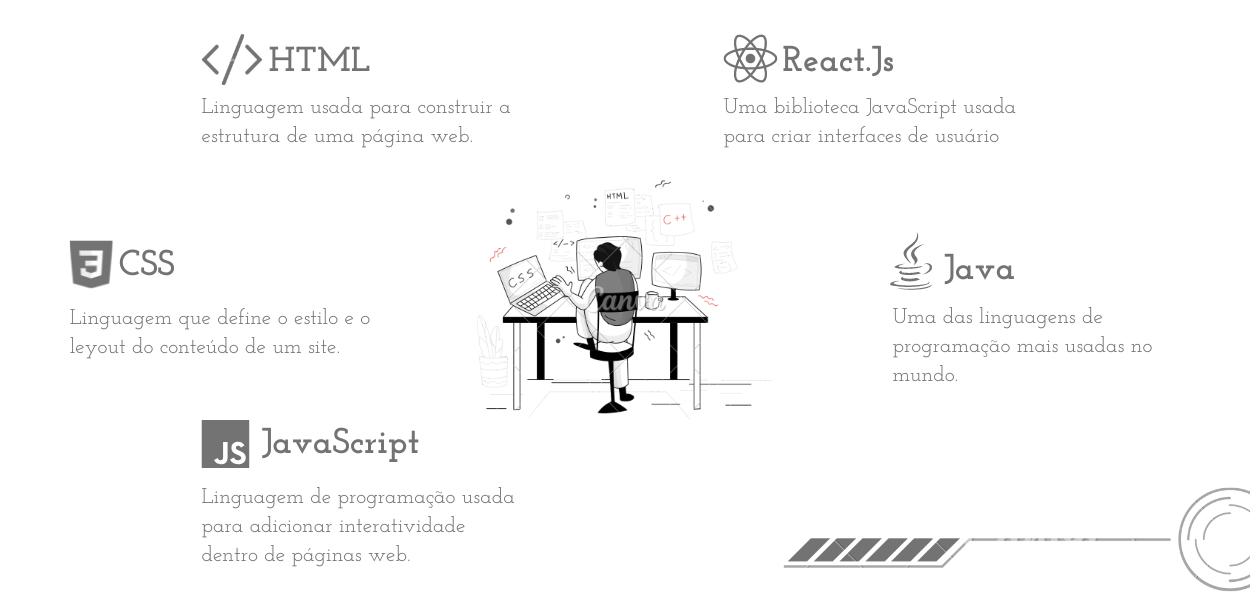 </> HTML
Linguagem usada para construir a
estrutura de uma página web.
React.Js
Uma biblioteca JavaScript usada
para criar interfaces de usuário
HTML
C++
</->
CSS
Canva
3 CSS
Linguagem que define o estilo e o
leyout do conteúdo de um site.
Java
Uma das linguagens de
programação mais usadas no
mundo.
JS JavaScript
Linguagem de programação usada
para adicionar interatividade
dentro de páginas web.